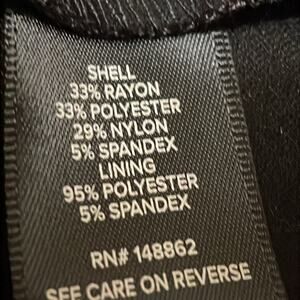 SHELL
33% RAYON
33% POLYESTER
29% NYLON
5% SPANDEX
LINING
95% POLYESTER
5% SPANDEX
RN# 148862
SEE CARE ON REVERSE